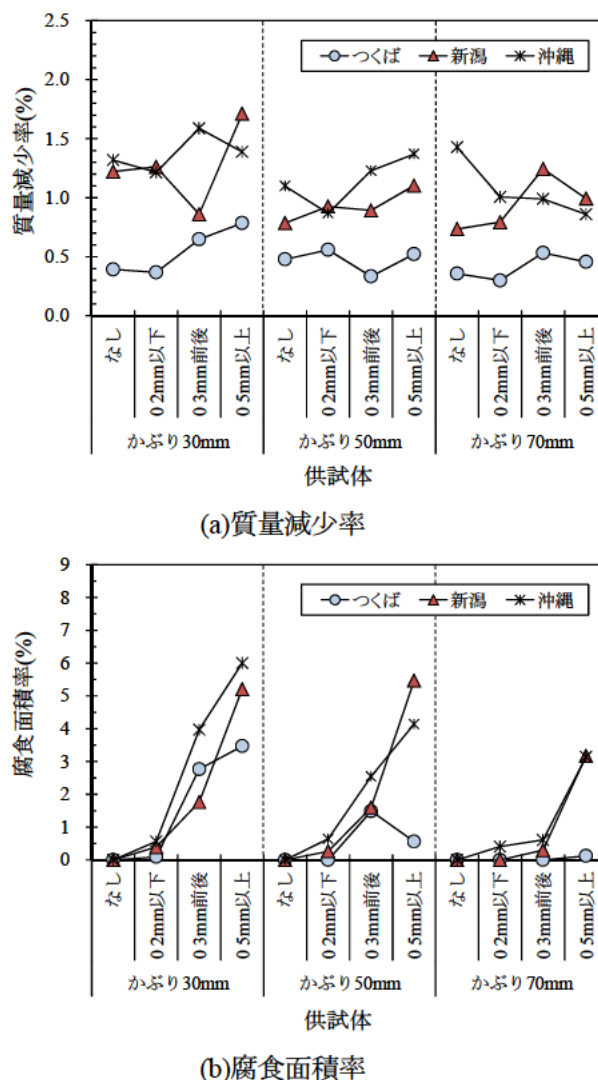 つくば 新潟 沖縄
質量減少率(%)
2.5
2.0
1.5
1.0
0.5
0.0
なし 0 2mm以下 0 3mm前後 0 5mm以上 なし 0 2mm以下 0 3mm前後 0 5mm以上 なし 0 2mm以下 0 3mm前後 0 5mm以上
かぶり30mm かぶり50mm かぶり70mm
供試体
(a)質量減少率
つくば 新潟 沖縄
腐食面積率(%)
9
8
7
6
5
4
3
2
1
0
なし 0 2mm以下 0 3mm前後 0 5mm以上 なし 0 2mm以下 0 3mm前後 0 5mm以上 なし 0 2mm以下 0 3mm前後 0 5mm以上
かぶり30mm かぶり50mm かぶり70mm
供試体
(b)腐食面積率